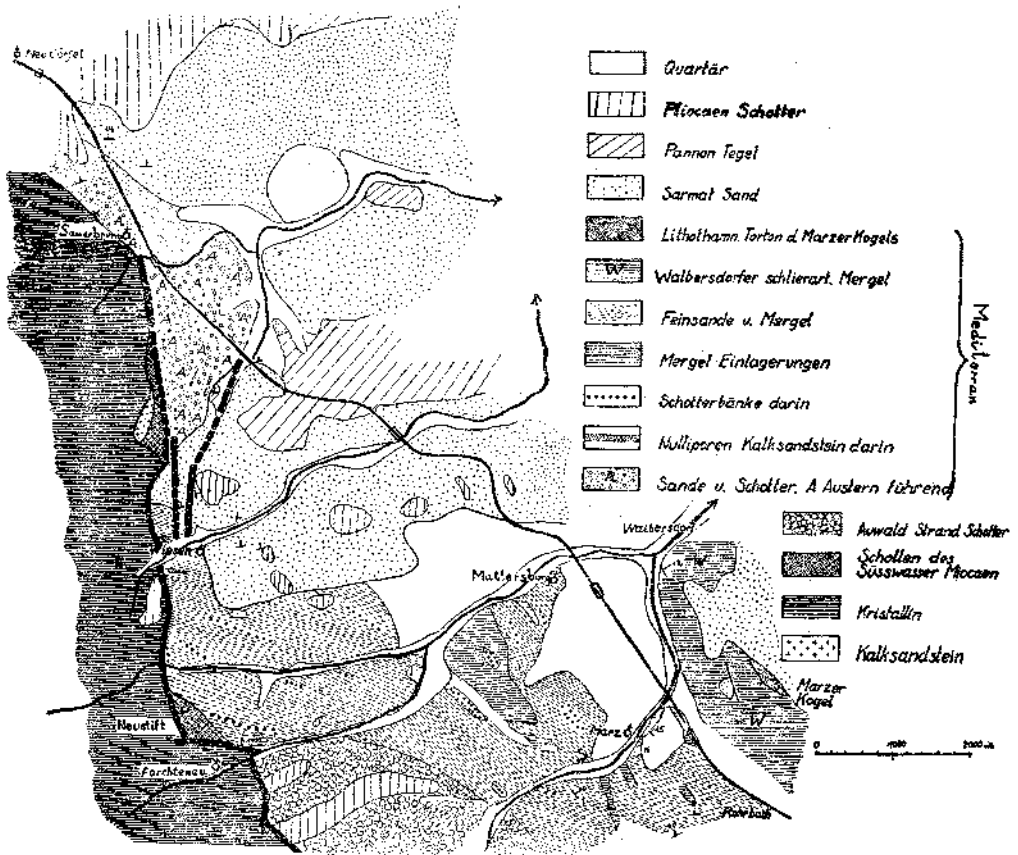 Neudörfel
Sauerbrunn
A
A
A
A
A
A
A
A
A
A
Wiesen
Walbersdorf
Mattersburg
W
Neustift
Marz
Marzer
Kogel
W
Forchtenau
Rohrbach
Quartär
Pliocaen Schotter
Pannon Tegel
Sarmat Sand
Lithothamn. Torton d. Marzer Kogels
W
Walbersdorfer schlierart. Mergel
Feinsande u. Mergel
Mergel Einlagerungen
Schotterbänke darin
Nulliporen Kalksandstein darin
A
Sande u. Schotter, A Austern führend
Mediterran
Auwald Strand Schotter
Schollen des
Süsswasser Miocaen
Kristallin
Kalksandstein
0 1000 2000 m